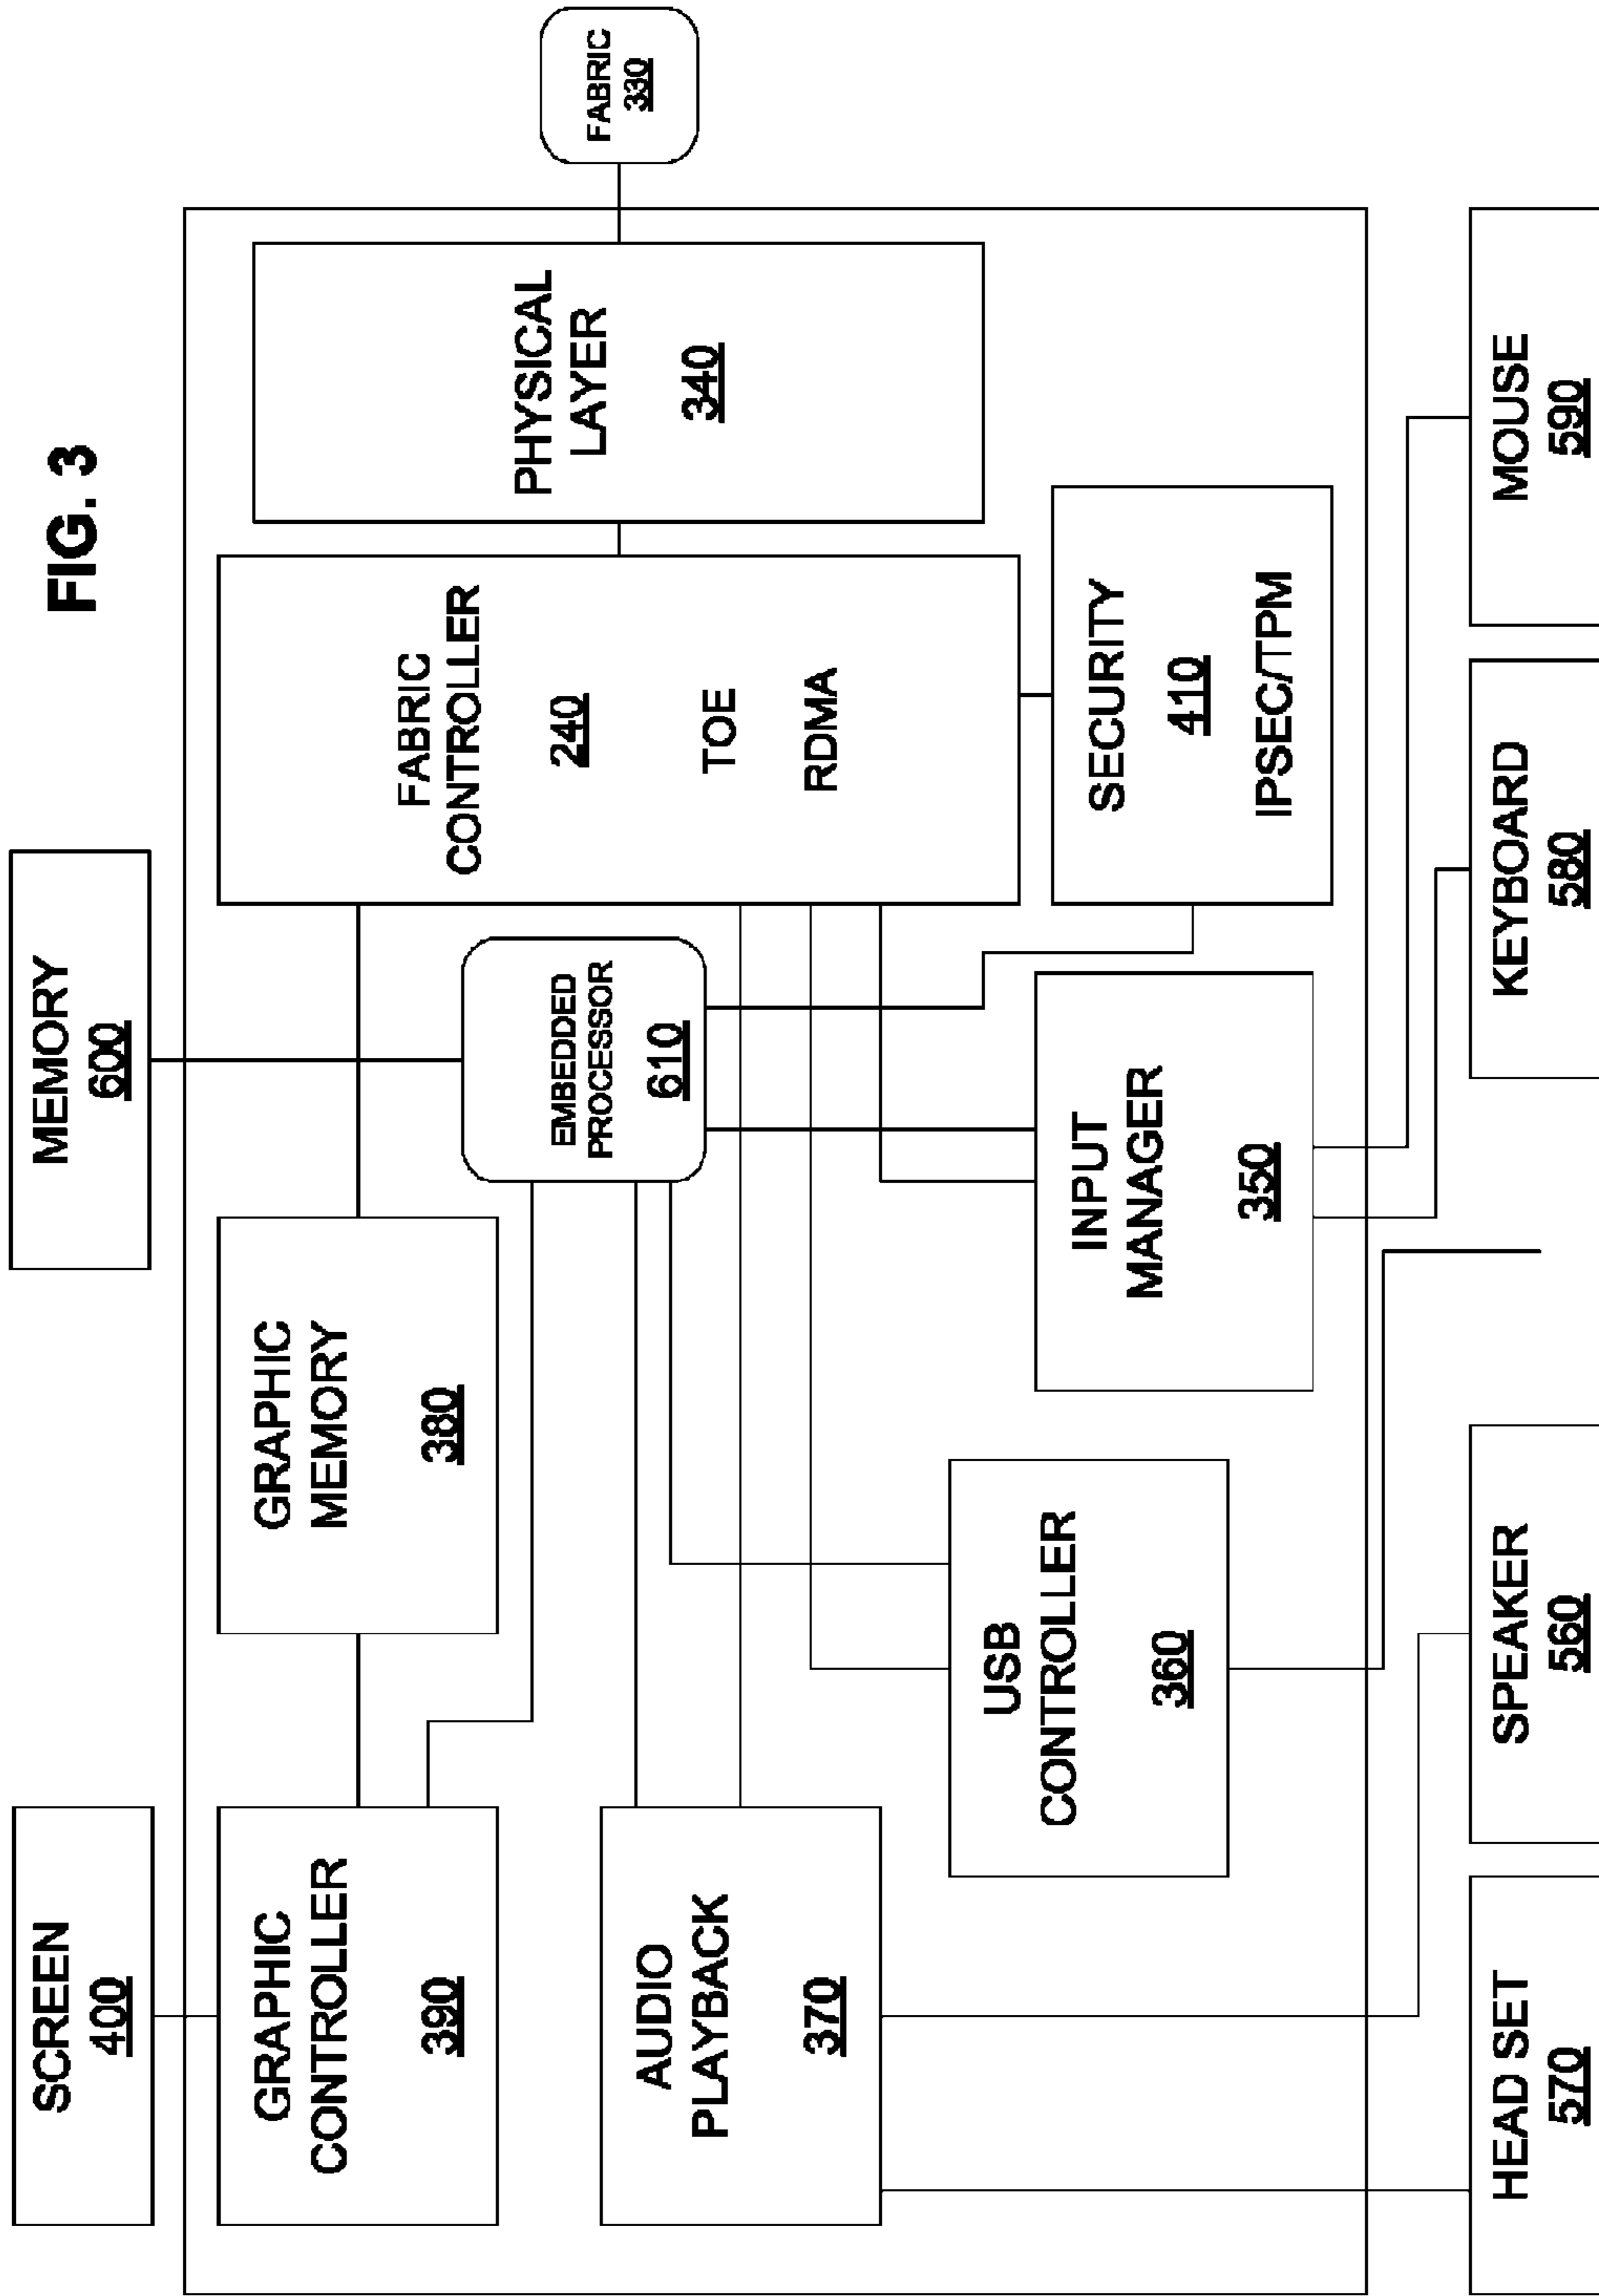 FIG. 3
SCREEN
400
MEMORY
600
GRAPHIC
CONTROLLER
390
GRAPHIC
MEMORY
380
FABRIC
CONTROLLER
240
TOE
RDMA
PHYSICAL
LAYER
340
FABRIC
330
EMBEDDED
PROCESSOR
610
AUDIO
PLAYBACK
370
USB
CONTROLLER
360
INPUT
MANAGER
350
SECURITY
410
IPSEC/TPM
HEAD SET
570
SPEAKER
560
KEYBOARD
580
MOUSE
590